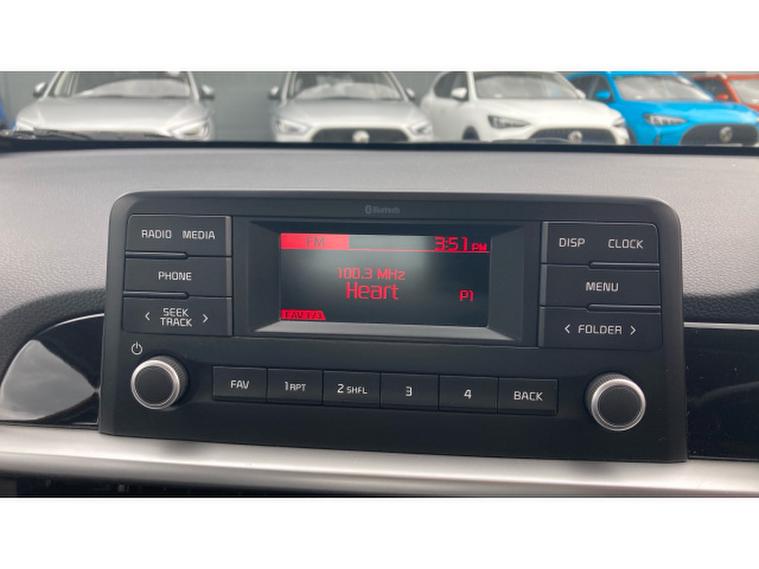 Bluetooth
RADIO MEDIA
PHONE
SEEK
TRACK
FM 3:51 PM
100.3 MHz
Heart P1
FAV 1/3
DISP CLOCK
MENU
FOLDER
FAV 1 RPT 2 SHFL 3 4 BACK